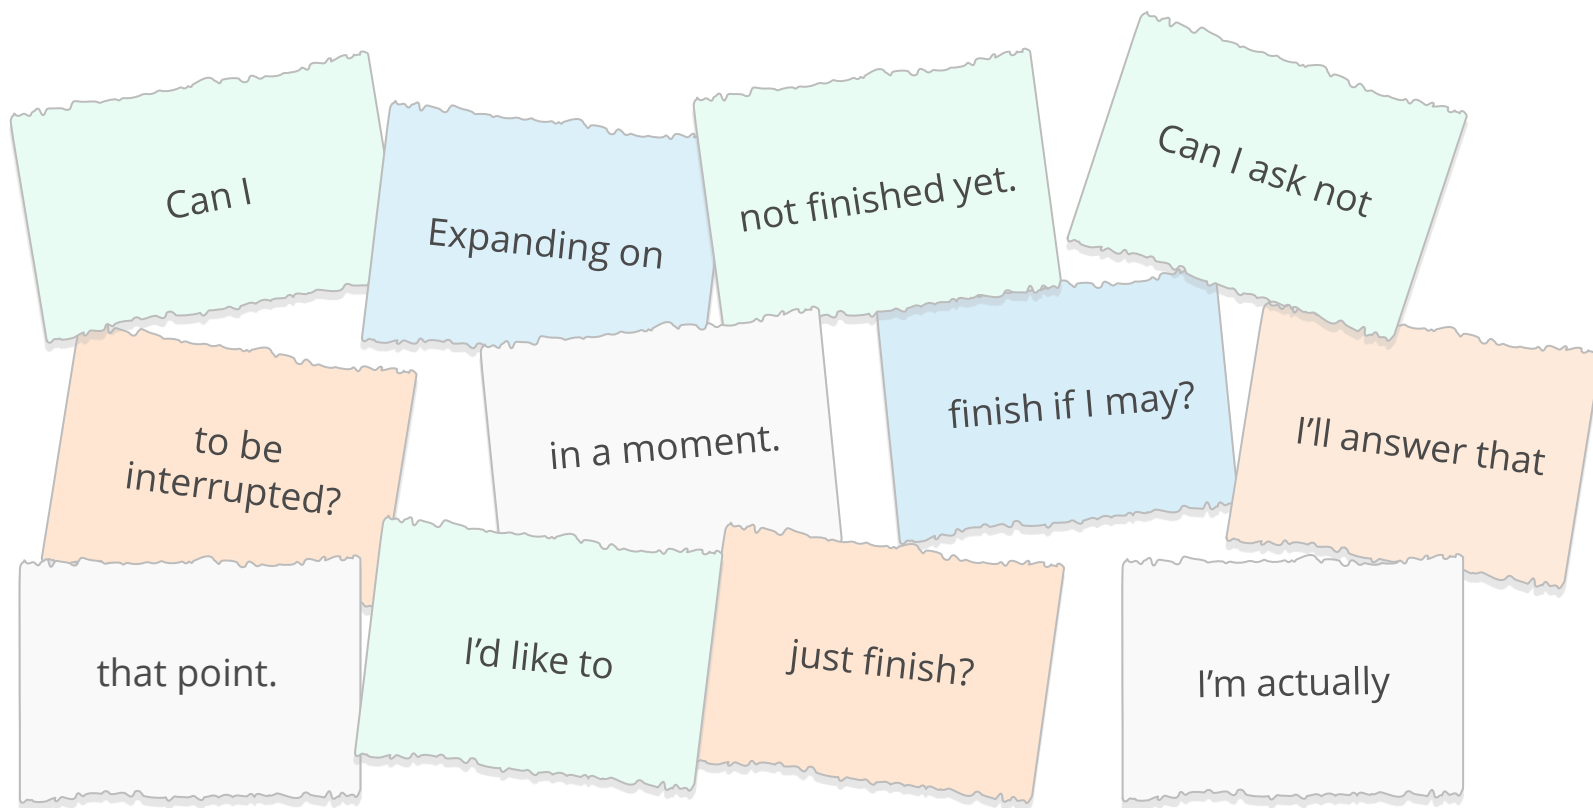 Can I
Expanding on
not finished yet.
Can I ask not
to be
interrupted?
in a moment.
finish if I may?
I’ll answer that
that point.
I’d like to
just finish?
I’m actually